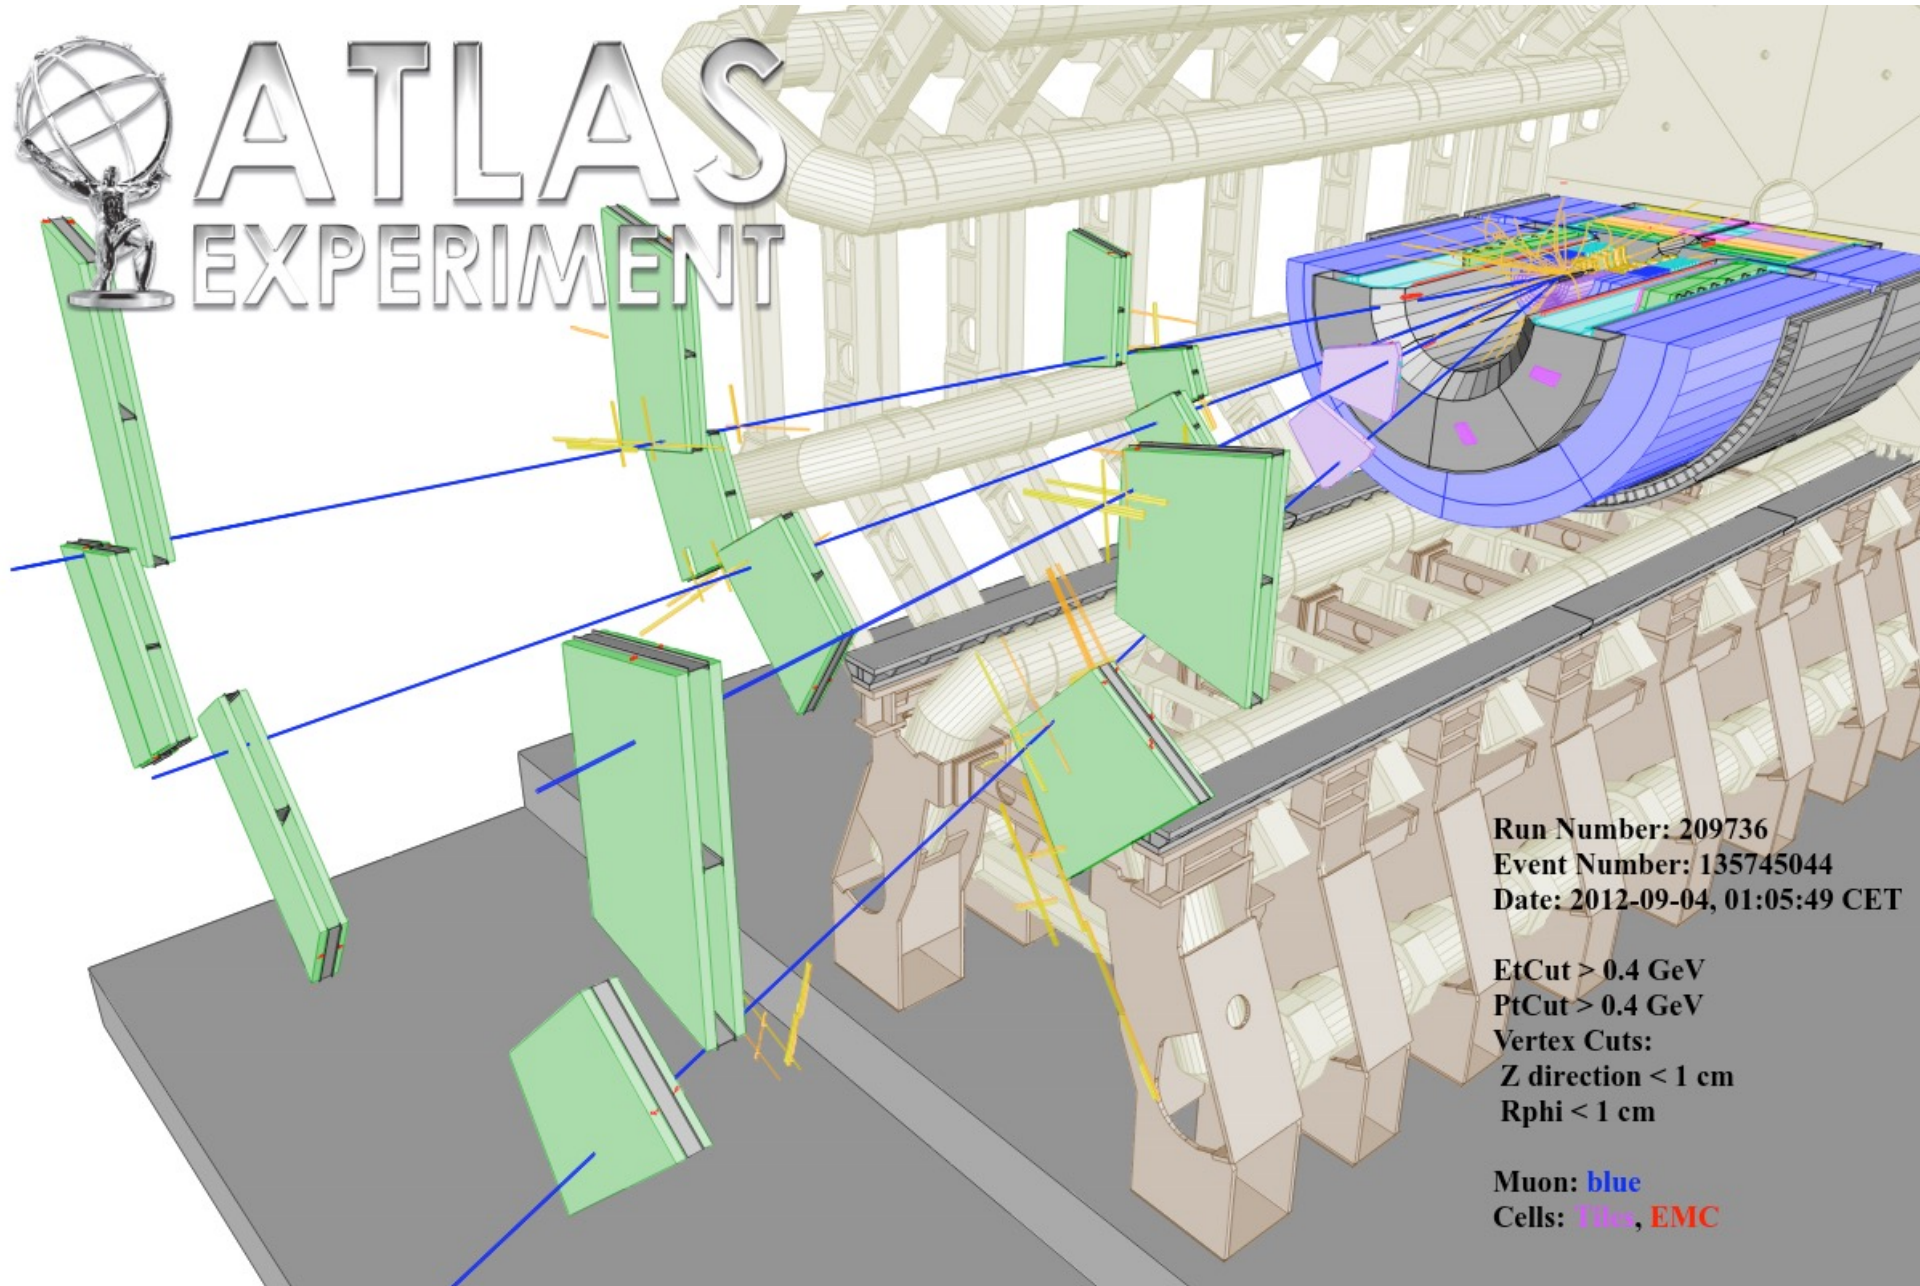 ATLAS
EXPERIMENT
Run Number: 209736
Event Number: 135745044
Date: 2012-09-04, 01:05:49 CET
EtCut > 0.4 GeV
PtCut > 0.4 GeV
Vertex Cuts:
Z direction < 1 cm
Rphi < 1 cm
Muon: blue
Cells: Tiles, EMC